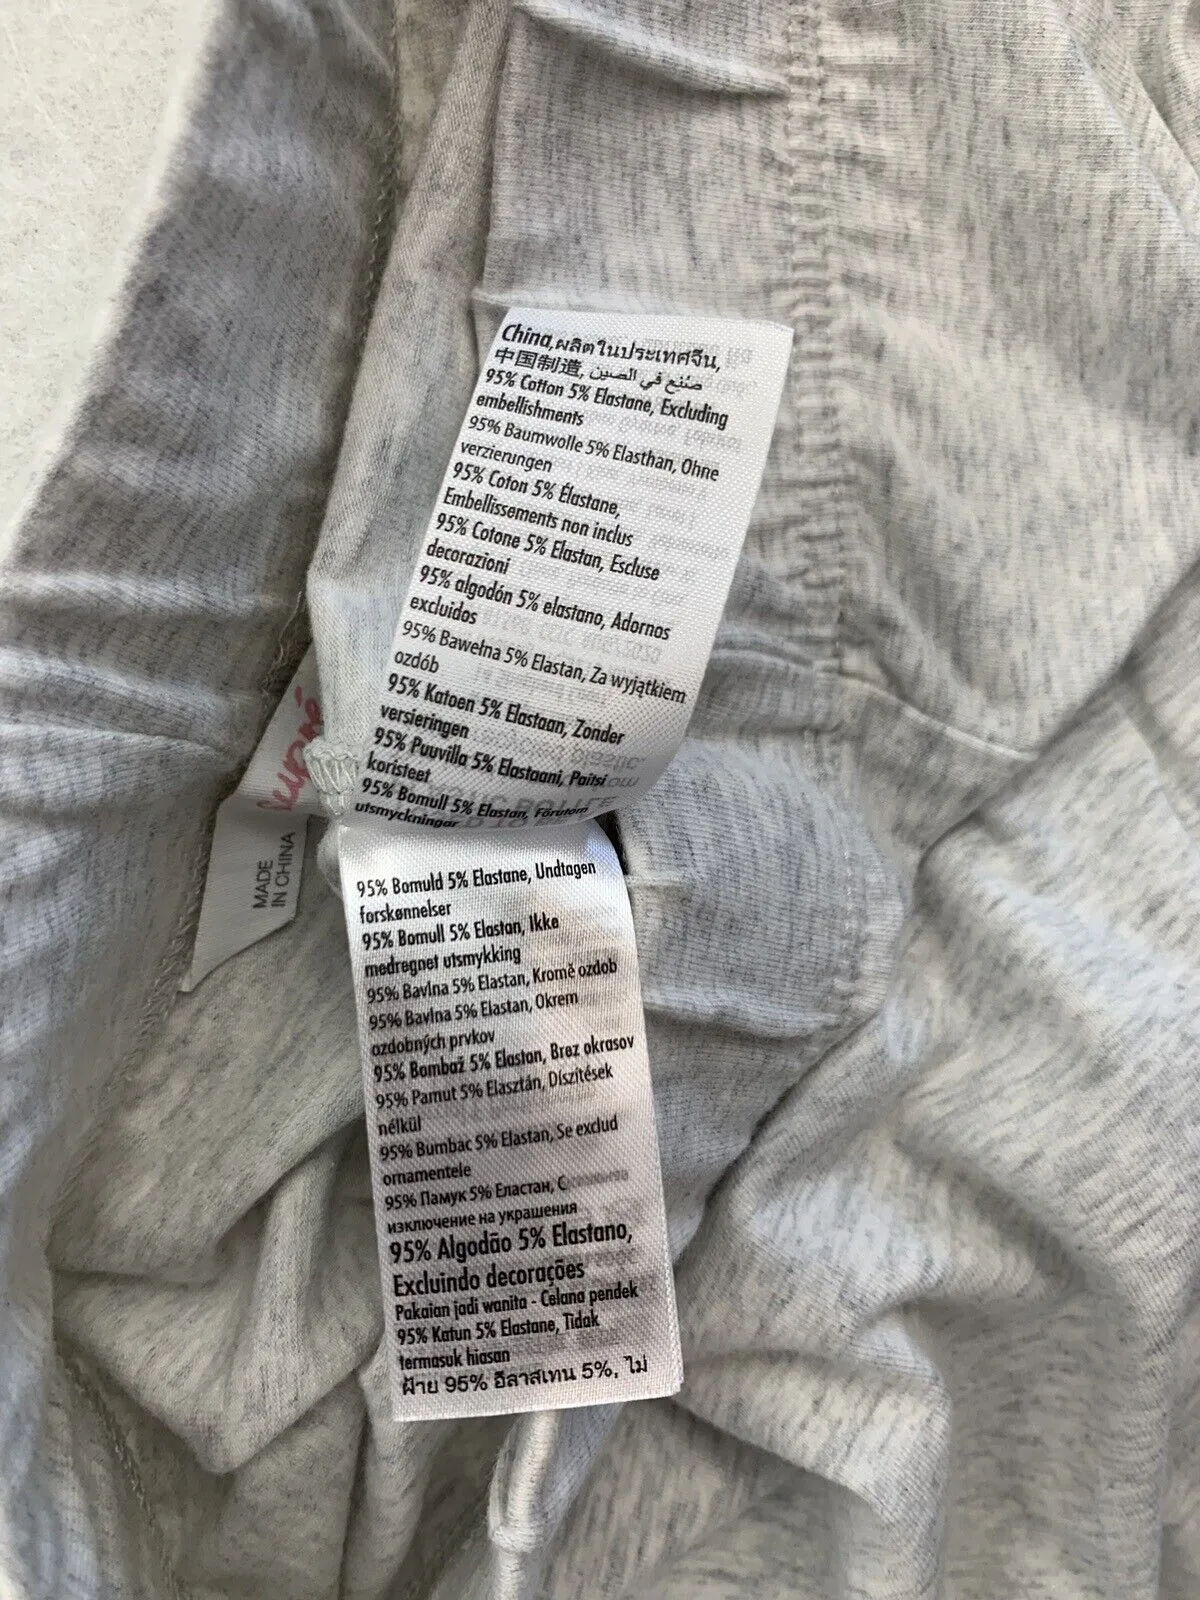 China,ผลิตในประเทศจีน,
中国制造, صُنع في الصين
95% Cotton 5% Elastane, Excluding
embellishments
95% Baumwolle 5% Elasthan, Ohne
verzierungen
95% Coton 5% Élastane,
Embellissements non inclus
95% Cotone 5% Elastan, Escluse
decorazioni
95% algodón 5% elastano, Adornos
excluidos
95% Bawełna 5% Elastan, Za wyjątkiem
ozdób
95% Katoen 5% Elastaan, Zonder
versieringen
95% Puuvilla 5% Elastaani, Paitsi
koristeet
95% Bomull 5% Elastan, Förutom
utsmyckningar
MADE
IN CHINA
95% Bomuld 5% Elastane, Undtagen
forskønnelser
95% Bomull 5% Elastan, Ikke
medregnet utsmykking
95% Bavlna 5% Elastan, Kromě ozdob
95% Bavlna 5% Elastan, Okrem
ozdobných prvkov
95% Bombaž 5% Elastan, Brez okrasov
95% Pamut 5% Elasztán, Díszítések
nélkül
95% Bumbac 5% Elastan, Se exclud
ornamentele
95% Памук 5% Еластан, С
изключение на украшения
95% Algodão 5% Elastano,
Excluindo decorações
Pakaian jadi wanita - Celana pendek
95% Katun 5% Elastane, Tidak
termasuk hiasan
ฝ้าย 95% อีลาสเทน 5%, ไม่